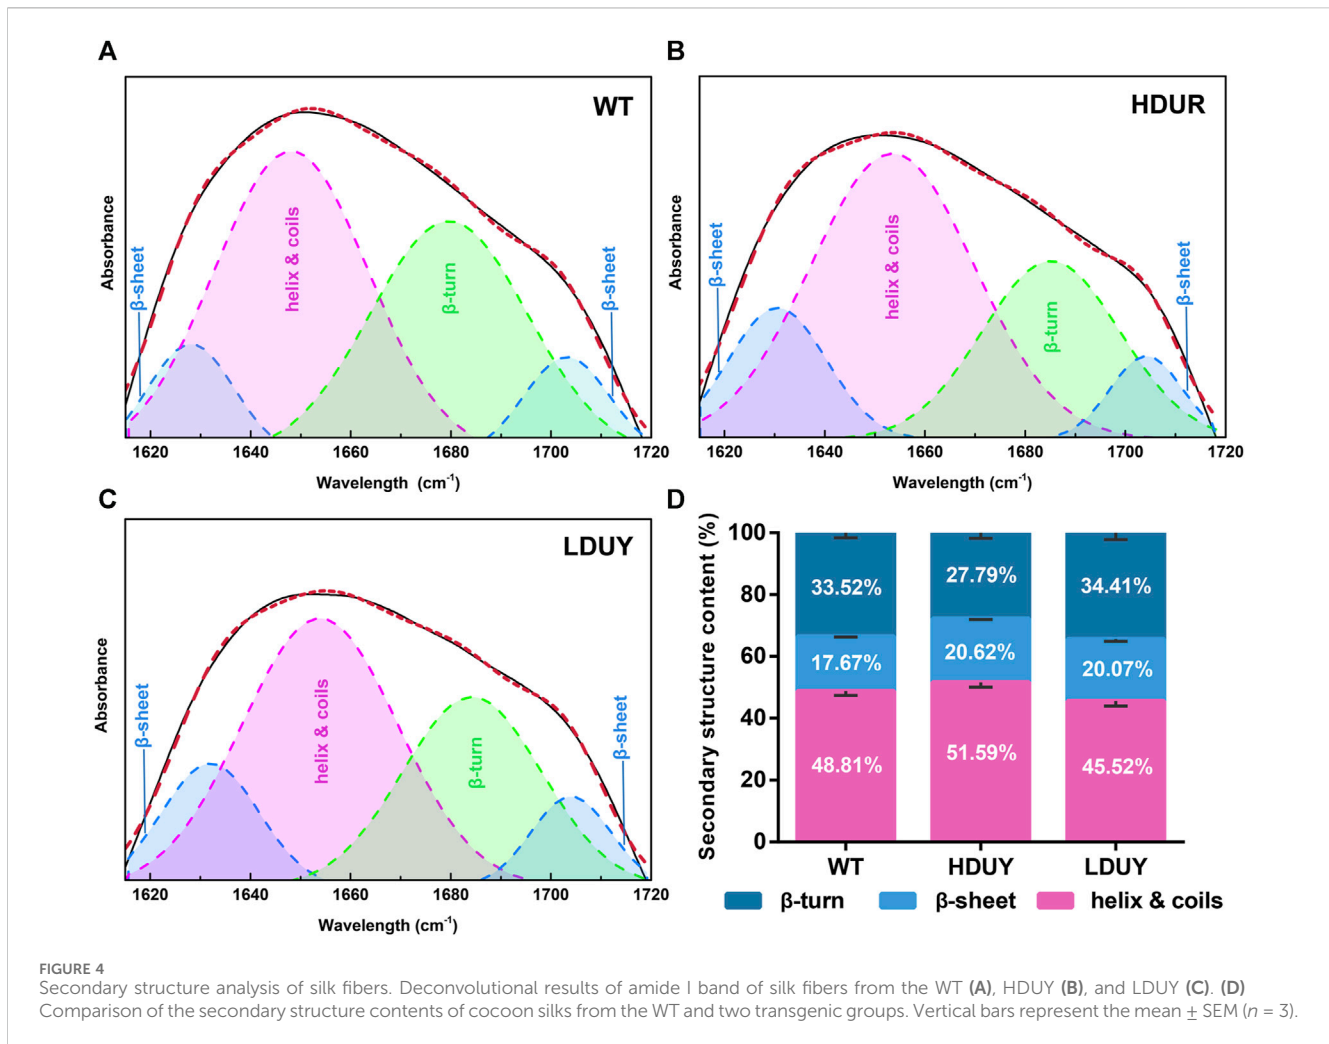 A
WT
Absorbance
β-sheet
helix & coils
β-turn
β-sheet
1620 1640 1660 1680 1700 1720
Wavelength (cm-1)
B
HDUR
Absorbance
β-sheet
helix & coils
β-turn
β-sheet
1620 1640 1660 1680 1700 1720
Wavelength (cm-1)
C
LDUY
Absorbance
β-sheet
helix & coils
β-turn
β-sheet
1620 1640 1660 1680 1700 1720
Wavelength (cm-1)
D
Secondary structure content (%)
100
80
60
40
20
0
33.52% 27.79% 34.41%
17.67% 20.62% 20.07%
48.81% 51.59% 45.52%
WT HDUY LDUY
β-turn β-sheet helix & coils
FIGURE 4
Secondary structure analysis of silk fibers. Deconvolutional results of amide I band of silk fibers from the WT (A), HDUY (B), and LDUY (C). (D)
Comparison of the secondary structure contents of cocoon silks from the WT and two transgenic groups. Vertical bars represent the mean ± SEM (n = 3).